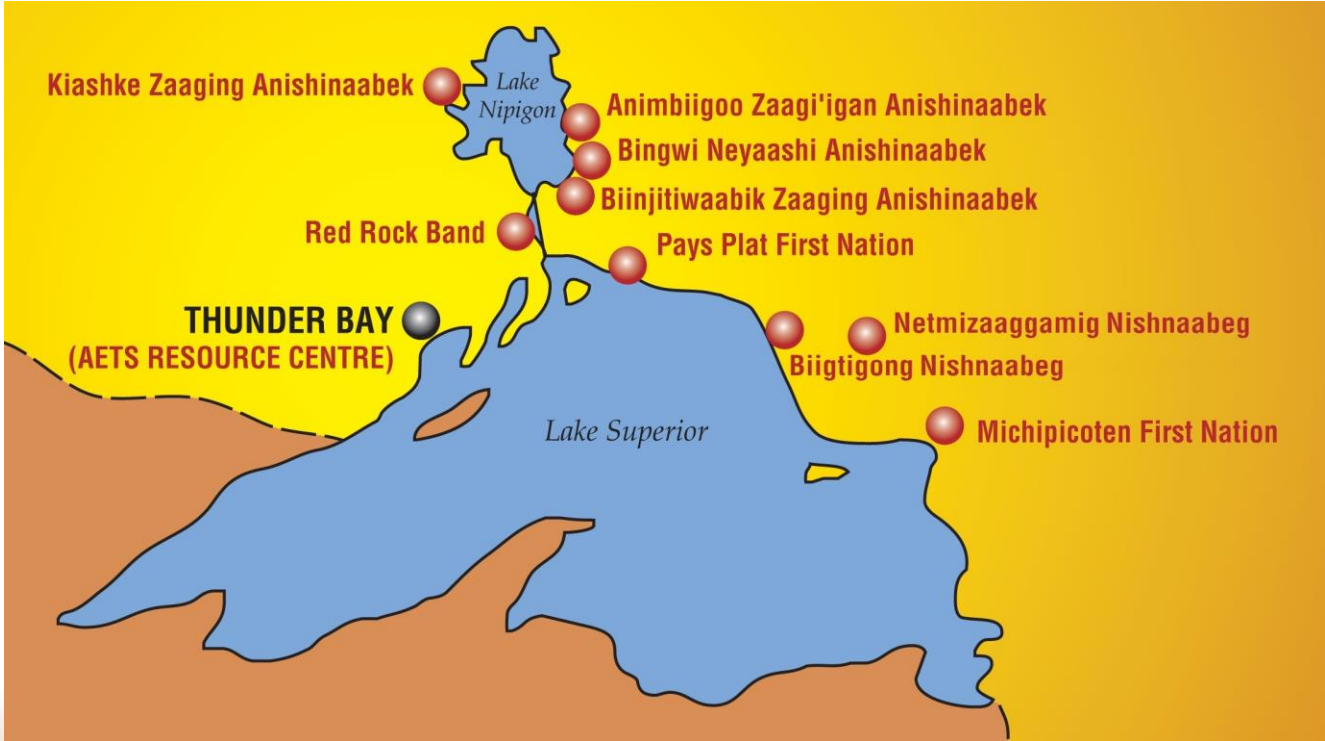 Kiashke Zaaging Anishinaabek
Lake
Nipigon
Animbiigoo Zaagi'igan Anishinaabek
Bingwi Neyaashi Anishinaabek
Biinjitiwaabik Zaaging Anishinaabek
Red Rock Band
Pays Plat First Nation
THUNDER BAY
(AETS RESOURCE CENTRE)
Netmizaaggamig Nishnaabeg
Biigtigong Nishnaabeg
Lake Superior
Michipicoten First Nation